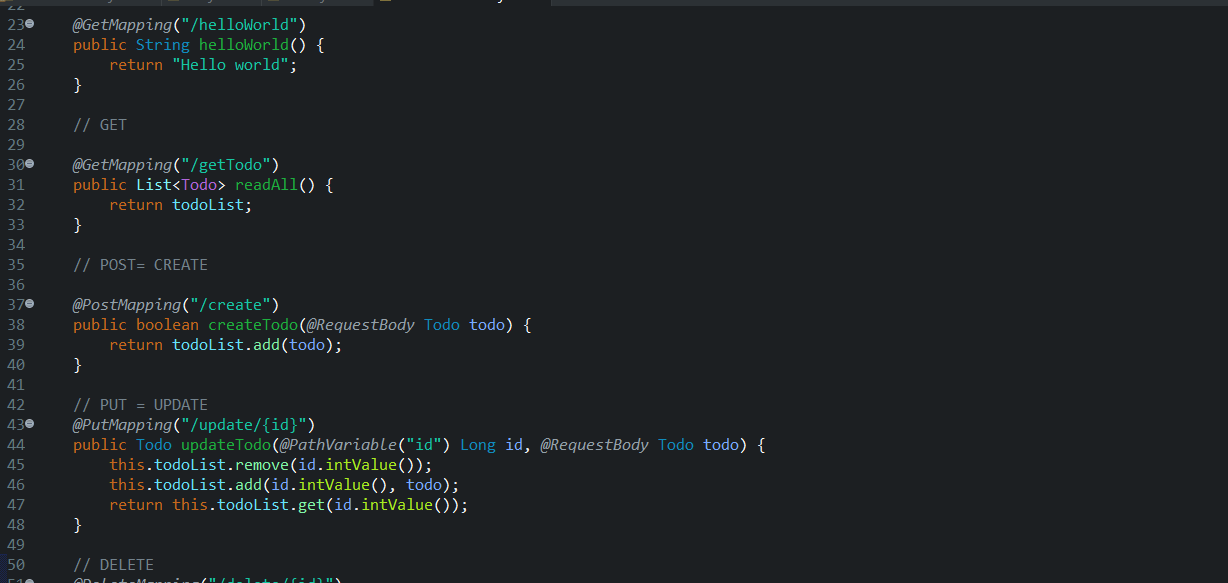 22
23 @GetMapping("/helloWorld")
24 public String helloWorld() {
25 return "Hello world";
26 }
27
28 // GET
29
30 @GetMapping("/getTodo")
31 public List<Todo> readAll() {
32 return todoList;
33 }
34
35 // POST= CREATE
36
37 @PostMapping("/create")
38 public boolean createTodo(@RequestBody Todo todo) {
39 return todoList.add(todo);
40 }
41
42 // PUT = UPDATE
43 @PutMapping("/update/{id}")
44 public Todo updateTodo(@PathVariable("id") Long id, @RequestBody Todo todo) {
45 this.todoList.remove(id.intValue());
46 this.todoList.add(id.intValue(), todo);
47 return this.todoList.get(id.intValue());
48 }
49
50 // DELETE
51 @DeleteMapping("/delete/{id}")